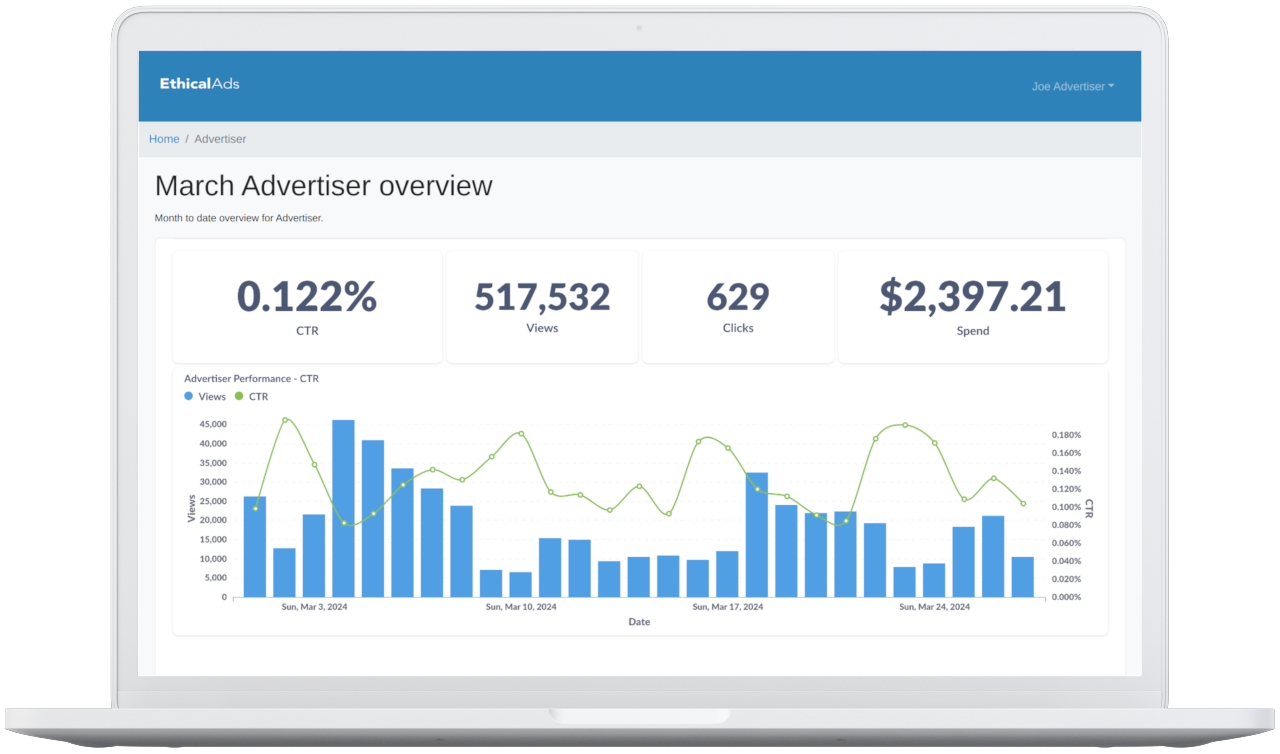 EthicalAds
Joe Advertiser
Home / Advertiser
March Advertiser overview
Month to date overview for Advertiser.
0.122%
CTR
517,532
Views
629
Clicks
$2,397.21
Spend
Advertiser Performance - CTR
Views CTR
45,000
40,000
35,000
30,000
25,000
20,000
15,000
10,000
5,000
0
Views
0.180%
0.160%
0.140%
0.120%
0.100%
0.080%
0.060%
0.040%
0.020%
0.000%
CTR
Sun, Mar 3, 2024
Sun, Mar 10, 2024
Sun, Mar 17, 2024
Sun, Mar 24, 2024
Date